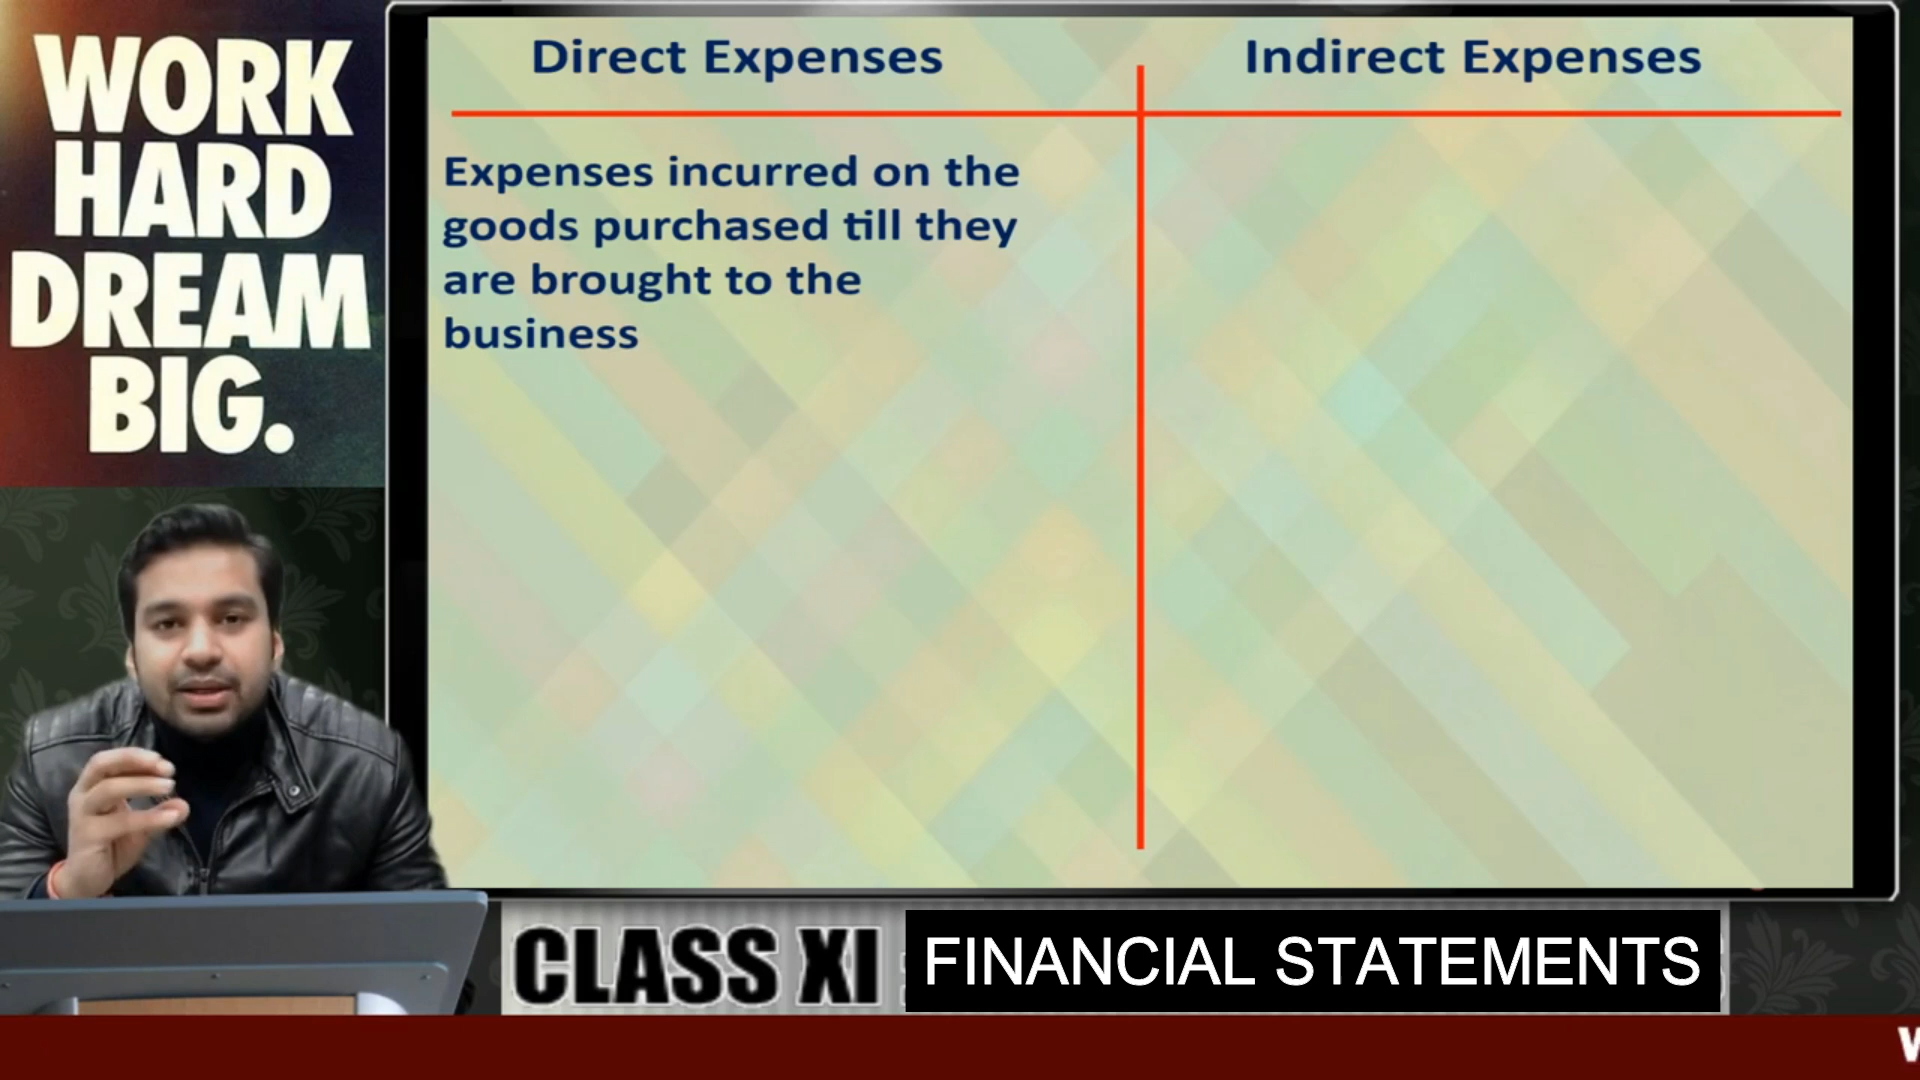 WORK
HARD
DREAM
BIG.
Direct Expenses
Indirect Expenses
Expenses incurred on the
goods purchased till they
are brought to the
business
CLASS XI
FINANCIAL STATEMENTS